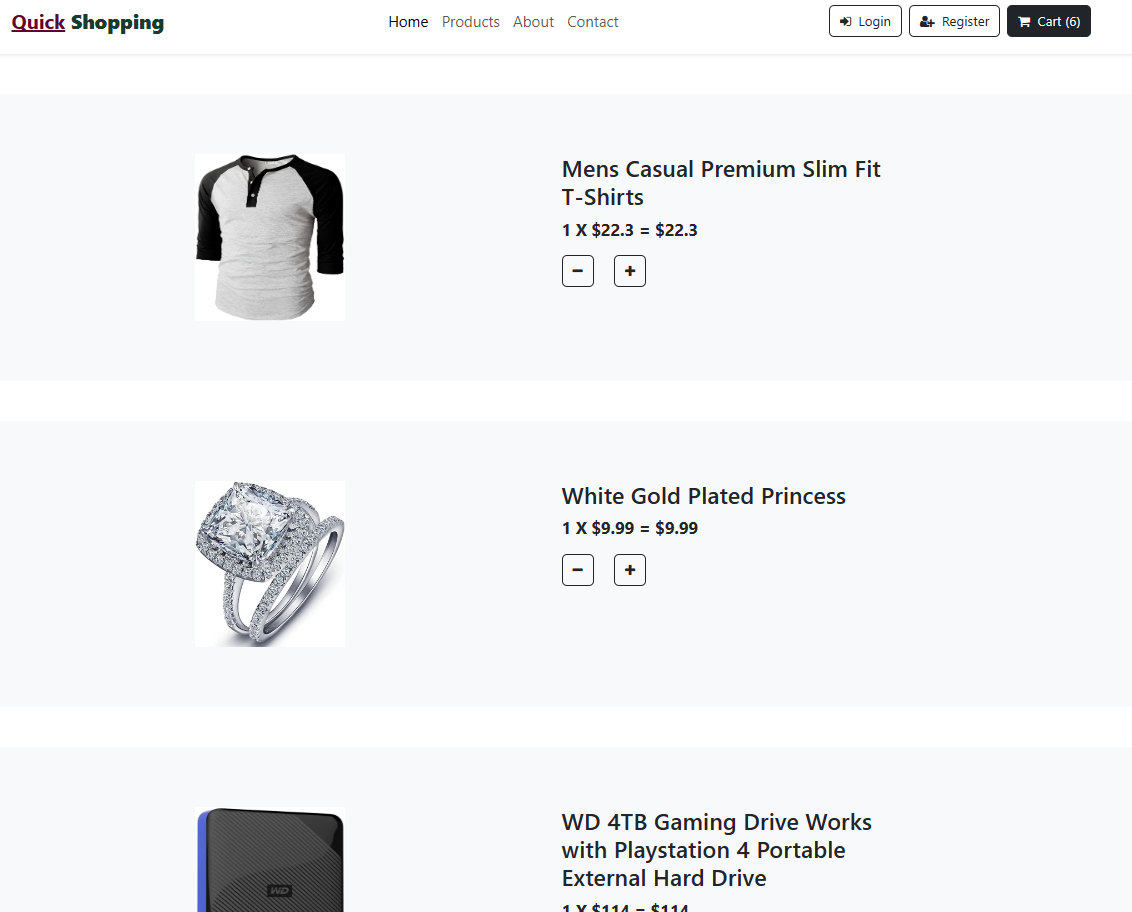 Quick Shopping
Home Products About Contact
Login Register Cart (6)
Mens Casual Premium Slim Fit
T-Shirts
1 X $22.3 = $22.3
− +
White Gold Plated Princess
1 X $9.99 = $9.99
− +
WD 4TB Gaming Drive Works
with Playstation 4 Portable
External Hard Drive
WD
1 X $114 = $114